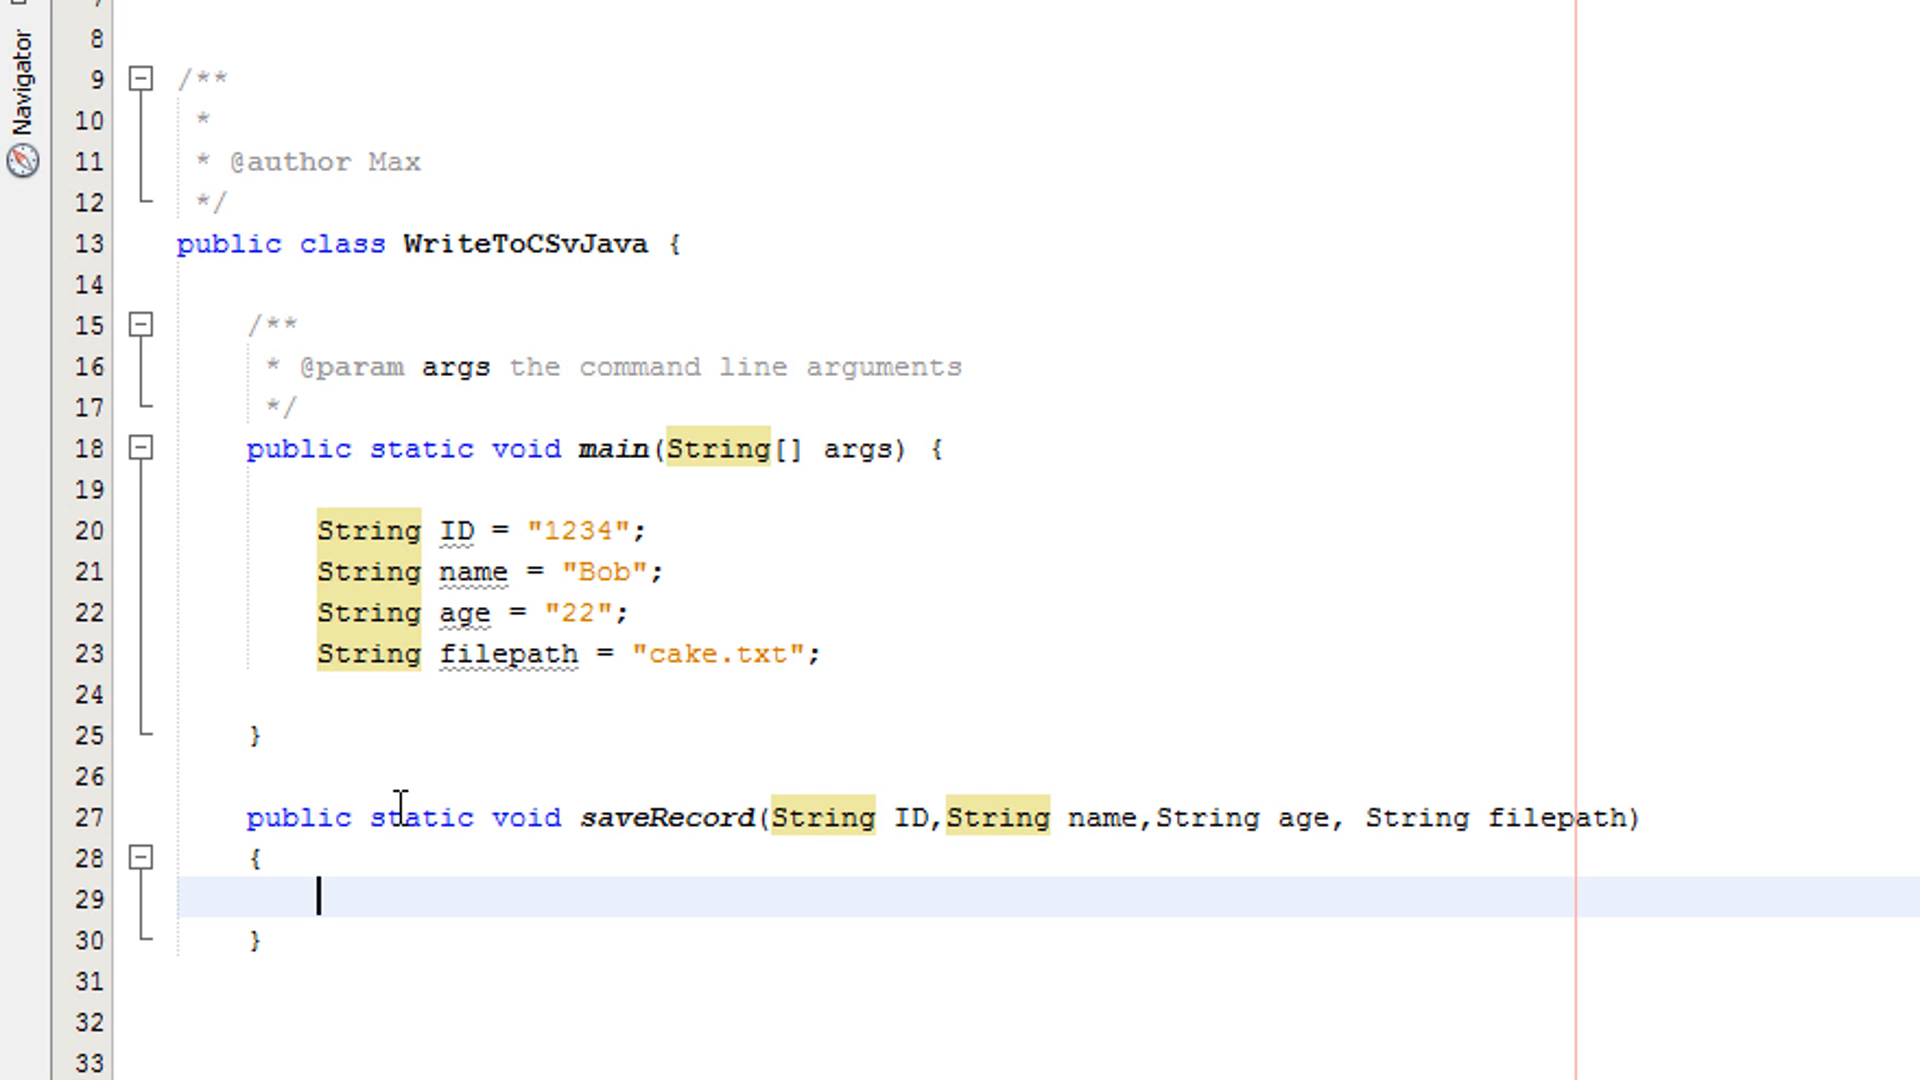 Navigator
7
8
9 /**
10 *
11 * @author Max
12 */
13 public class WriteToCSvJava {
14
15 /**
16 * @param args the command line arguments
17 */
18 public static void main(String[] args) {
19
20 String ID = "1234";
21 String name = "Bob";
22 String age = "22";
23 String filepath = "cake.txt";
24
25 }
26
27 public static void saveRecord(String ID,String name,String age, String filepath)
28 {
29
30 }
31
32
33